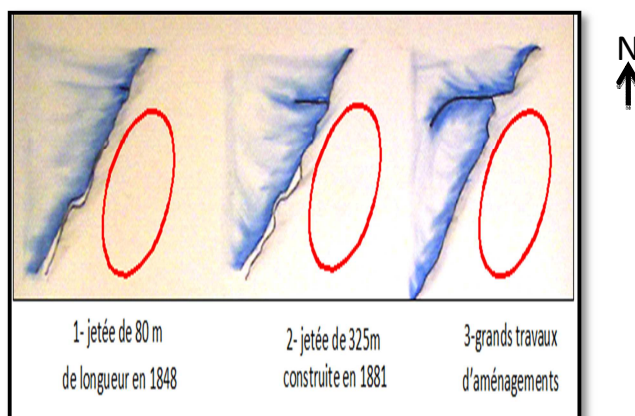 N
1- jetée de 80 m
de longueur en 1848
2- jetée de 325m
construite en 1881
3-grands travaux
d'aménagements